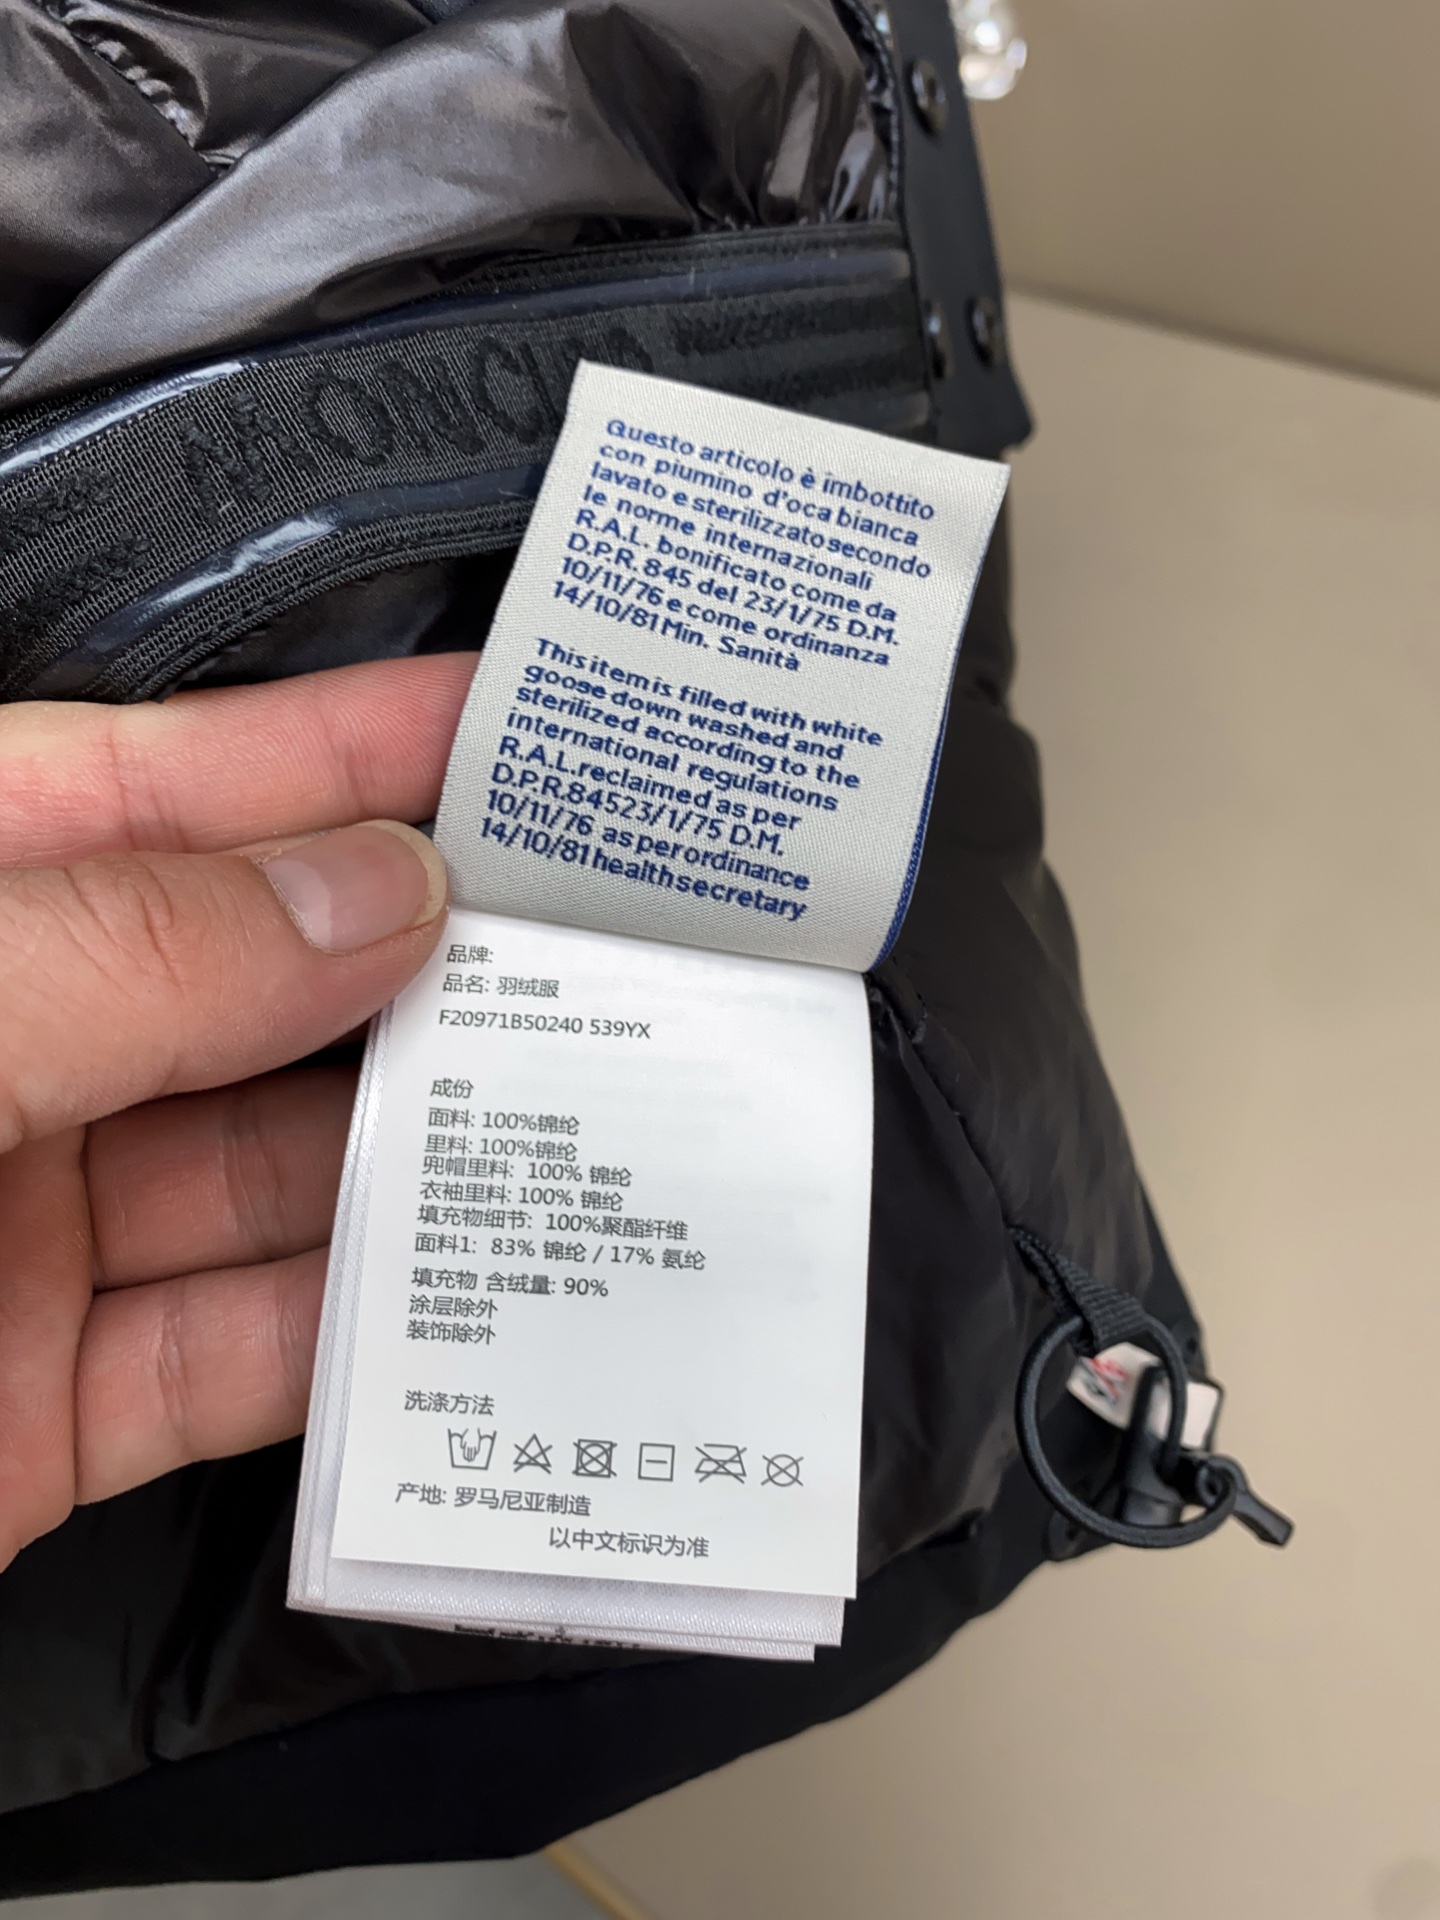 MONCLER
Questo articolo è imbottito
con piumino d'oca bianca
lavato e sterilizzato secondo
le norme internazionali
R.A.L. bonificato come da
D.P.R. 845 del 23/1/75 D.M.
10/11/76 e come ordinanza
14/10/81 Min. Sanità
This item is filled with white
goose down washed and
sterilized according to the
international regulations
R.A.L. reclaimed as per
D.P.R.84523/1/75 D.M.
10/11/76 as per ordinance
14/10/81 health secretary
品牌:
品名: 羽绒服
F20971B50240 539YX
成份
面料: 100%锦纶
里料: 100%锦纶
兜帽里料: 100% 锦纶
衣袖里料: 100% 锦纶
填充物细节: 100%聚酯纤维
面料1: 83% 锦纶 / 17% 氨纶
填充物 含绒量: 90%
涂层除外
装饰除外
洗涤方法
产地: 罗马尼亚制造
以中文标识为准